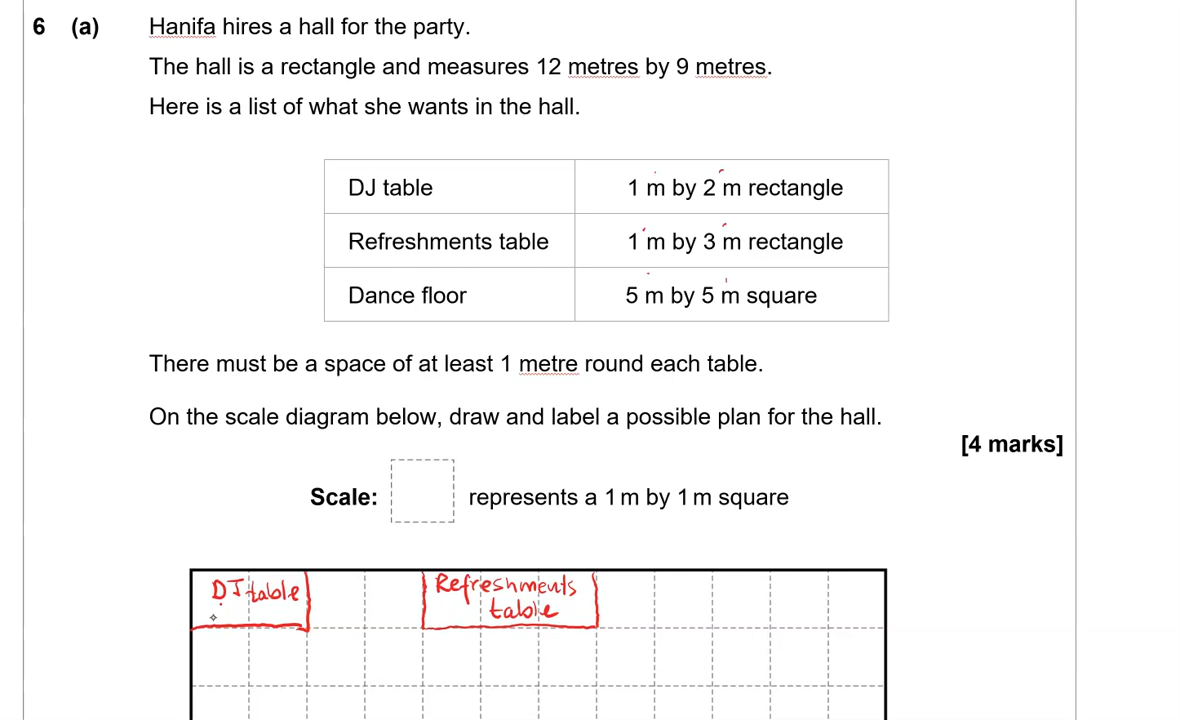 6 (a) Hanifa hires a hall for the party.
The hall is a rectangle and measures 12 metres by 9 metres.
Here is a list of what she wants in the hall.
DJ table 1 m by 2 m rectangle
Refreshments table 1 m by 3 m rectangle
Dance floor 5 m by 5 m square
There must be a space of at least 1 metre round each table.
On the scale diagram below, draw and label a possible plan for the hall.
[4 marks]
Scale: represents a 1 m by 1 m square
DJ table
Refreshments
table